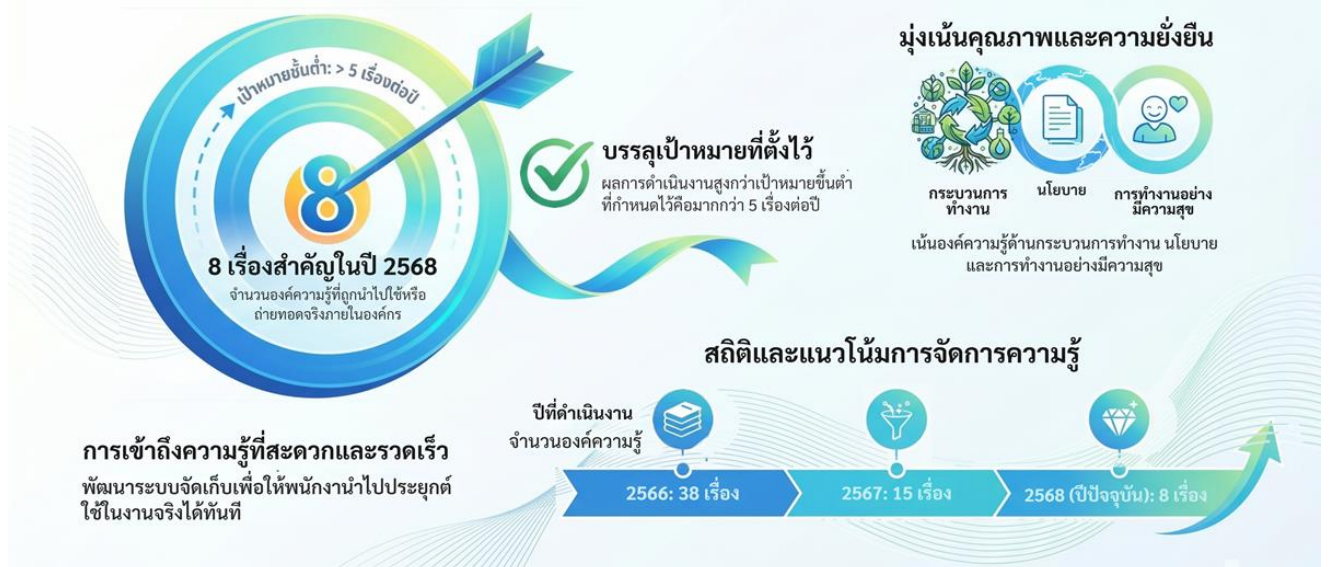 เป้าหมายชั้นต่ำ: > 5 เรื่องต่อปี
8
8 เรื่องสำคัญในปี 2568
จำนวนองค์ความรู้ที่ถูกนำไปใช้หรือ
ถ่ายทอดจริงภายในองค์กร
บรรลุเป้าหมายที่ตั้งไว้
ผลการดำเนินงานสูงกว่าเป้าหมายขึ้นต่ำ
ที่กำหนดไว้คือมากกว่า 5 เรื่องต่อปี
มุ่งเน้นคุณภาพและความยั่งยืน
กระบวนการ
ทำงาน
นโยบาย
การทำงานอย่าง
มีความสุข
เน้นองค์ความรู้ด้านกระบวนการทำงาน นโยบาย
และการทำงานอย่างมีความสุข
การเข้าถึงความรู้ที่สะดวกและรวดเร็ว
พัฒนาระบบจัดเก็บเพื่อให้พนักงานำไปประยุกต์
ใช้ในงานจริงได้ทันที
สถิติและแนวโน้มการจัดการความรู้
ปีที่ดำเนินงาน
จำนวนองค์ความรู้
2566: 38 เรื่อง
2567: 15 เรื่อง
2568 (ปีปัจจุบัน): 8 เรื่อง